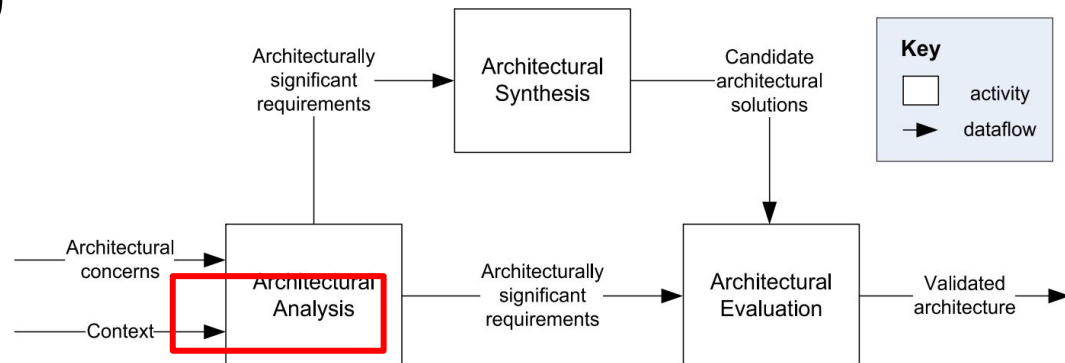 Architecturally
significant
requirements
Architectural
Synthesis
Candidate
architectural
solutions
Key
activity
dataflow
Architectural
concerns
Context
Architectural
Analysis
Architecturally
significant
requirements
Architectural
Evaluation
Validated
architecture